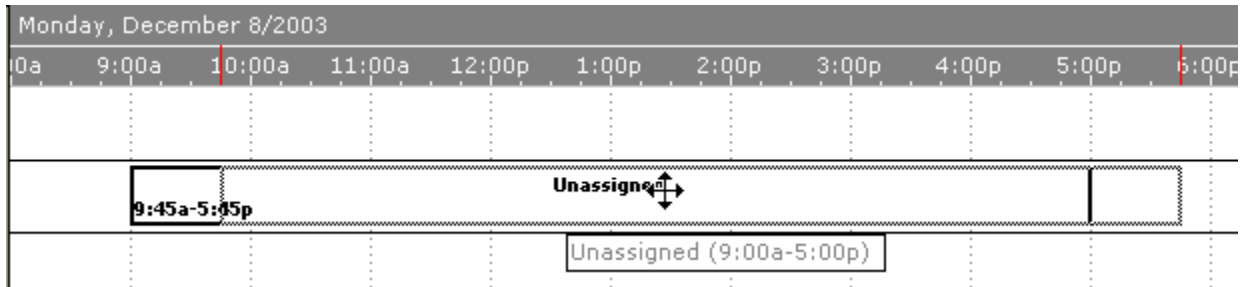 Monday, December 8/2003
0a 9:00a 10:00a 11:00a 12:00p 1:00p 2:00p 3:00p 4:00p 5:00p 6:00p
Unassigned
9:45a-5:45p
Unassigned (9:00a-5:00p)